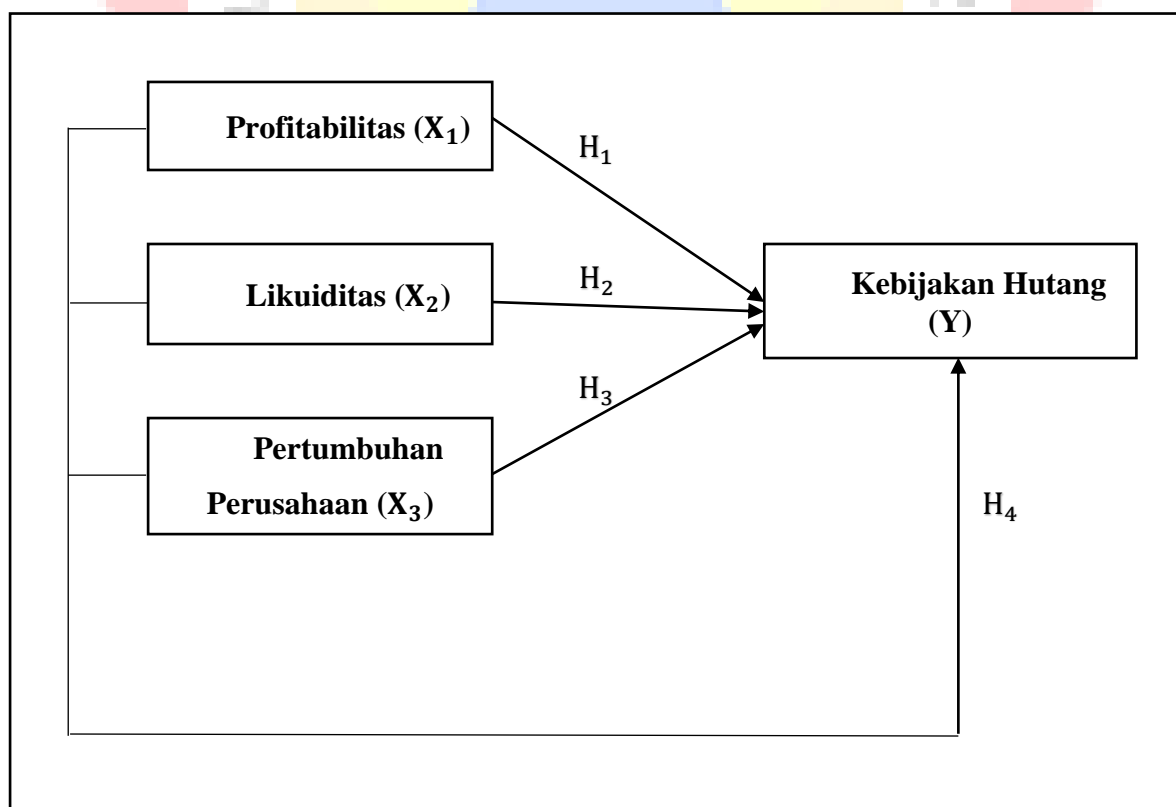 Profitabilitas (X₁)
H₁
Likuiditas (X₂)
H₂
Kebijakan Hutang
(Y)
H₃
Pertumbuhan
Perusahaan (X₃)
H₄